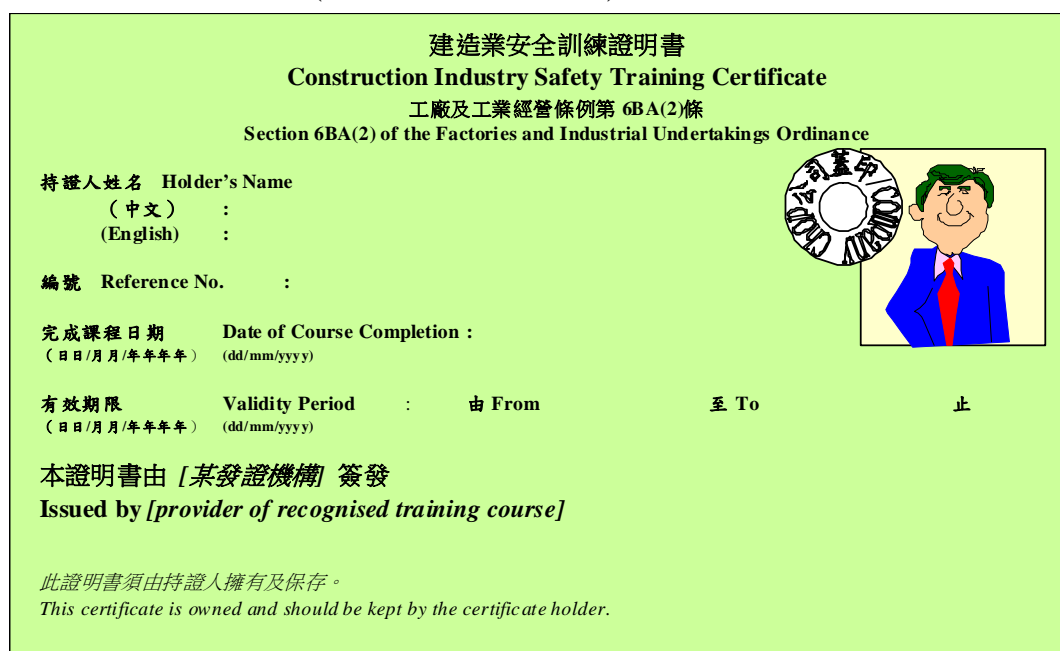 建造業安全訓練證明書
Construction Industry Safety Training Certificate
工廠及工業經營條例第 6BA(2)條
Section 6BA(2) of the Factories and Industrial Undertakings Ordinance
公司蓋印/Company Chop
持證人姓名 Holder's Name
（中文） :
(English) :
編號 Reference No. :
完成課程日期 Date of Course Completion :
（日日/月月/年年年年） (dd/mm/yyyy)
有效期限 Validity Period : 由 From 至 To 止
（日日/月月/年年年年） (dd/mm/yyyy)
本證明書由 [某發證機構] 簽發
Issued by [provider of recognised training course]
此證明書須由持證人擁有及保存。
This certificate is owned and should be kept by the certificate holder.